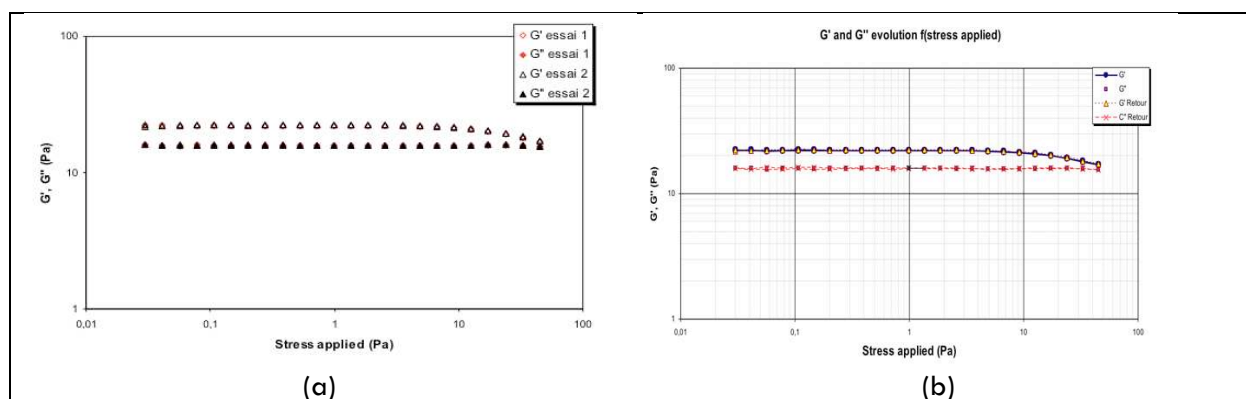 100
10
1
0,01
0,1
1
10
100
G', G'' (Pa)
Stress applied (Pa)
G' essai 1
G'' essai 1
G' essai 2
G'' essai 2
(a)
G' and G'' evolution f(stress applied)
100
10
1
0,01
0,1
1
10
100
G', G'' (Pa)
Stress applied (Pa)
G'
G''
G' Retour
G'' Retour
(b)